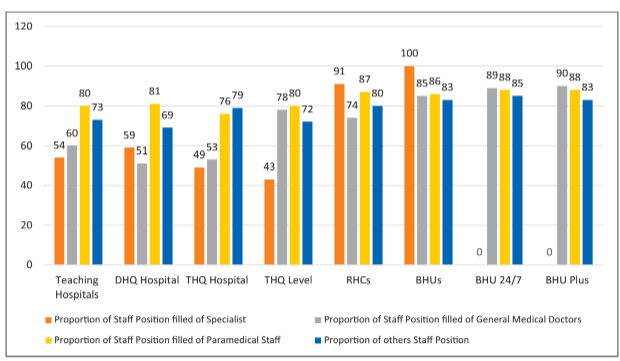 120
100
80
60
40
20
0
54 60 80 73
59 51 81 69
49 53 76 79
43 78 80 72
91 74 87 80
100 85 86 83
0 89 88 85
0 90 88 83
Teaching Hospitals
DHQ Hospital
THQ Hospital
THQ Level
RHCs
BHUs
BHU 24/7
BHU Plus
Proportion of Staff Position filled of Specialist
Proportion of Staff Position filled of General Medical Doctors
Proportion of Staff Position filled of Paramedical Staff
Proportion of others Staff Position